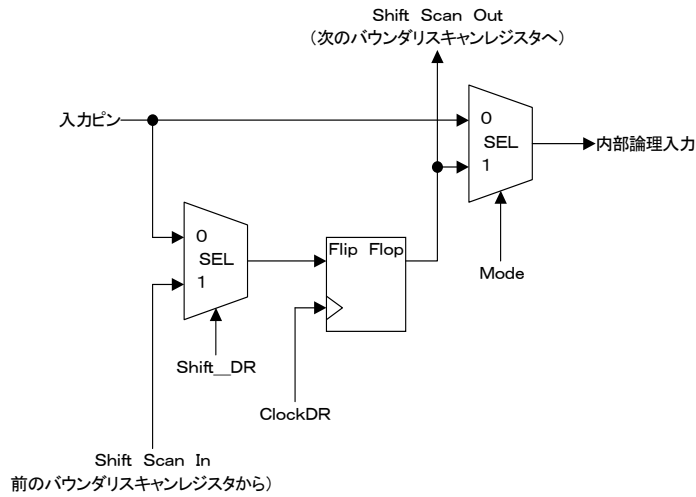 Shift Scan Out
(次のバウンダリスキャンレジスタへ)
入力ピン
0
SEL
1
内部論理入力
0
SEL
1
Flip Flop
Mode
Shift__DR
ClockDR
Shift Scan In
前のバウンダリスキャンレジスタから)